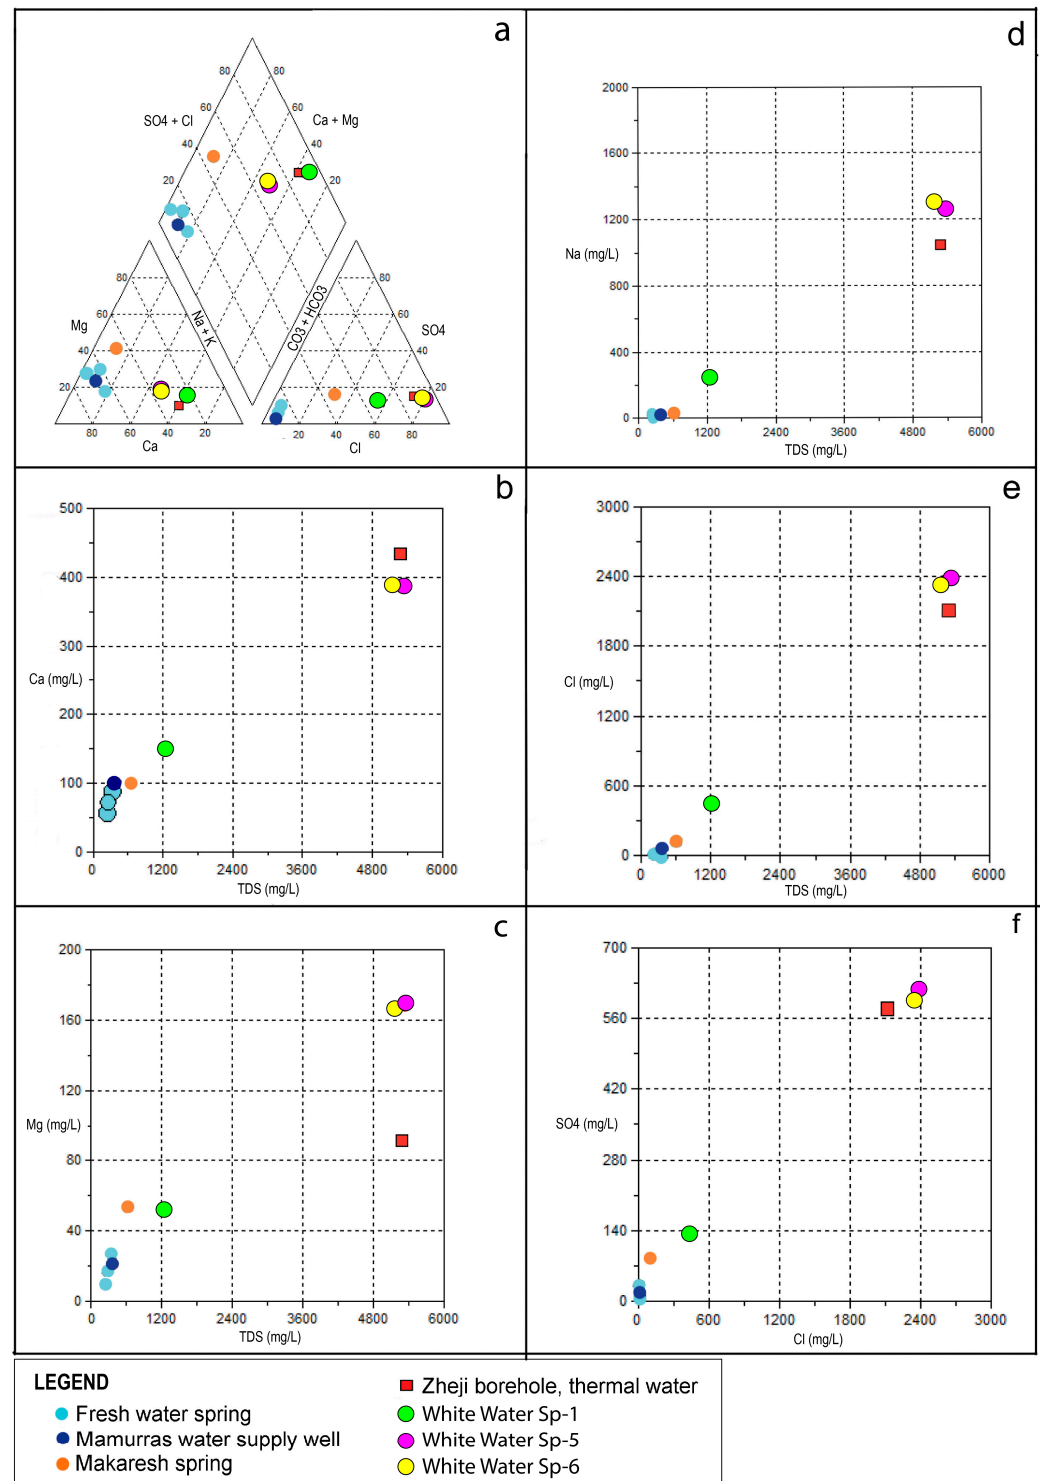 a
80
80
60
60
SO4 + Cl
Ca + Mg
40
40
20
20
80
80
60
60
Mg
Na + K
CO3 + HCO3
SO4
40
40
20
20
80
60
40
20
20
40
60
80
Ca
Cl
d
2000
1600
1200
Na (mg/L)
800
400
0
0
1200
2400
3600
4800
6000
TDS (mg/L)
b
500
400
300
Ca (mg/L)
200
100
0
0
1200
2400
3600
4800
6000
TDS (mg/L)
e
3000
2400
1800
Cl (mg/L)
1200
600
0
0
1200
2400
3600
4800
6000
TDS (mg/L)
c
200
160
120
Mg (mg/L)
80
40
0
0
1200
2400
3600
4800
6000
TDS (mg/L)
f
700
560
420
SO4 (mg/L)
280
140
0
0
600
1200
1800
2400
3000
Cl (mg/L)
LEGEND
Fresh water spring
Mamurras water supply well
Makaresh spring
Zheji borehole, thermal water
White Water Sp-1
White Water Sp-5
White Water Sp-6